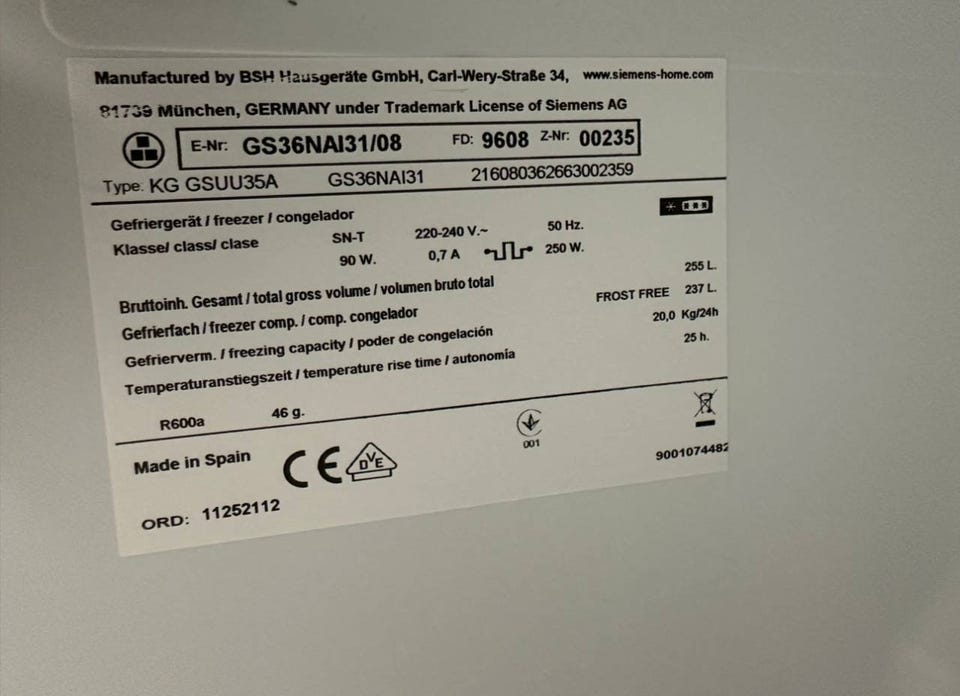 Manufactured by BSH Hausgeräte GmbH, Carl-Wery-Straße 34, www.siemens-home.com
81739 München, GERMANY under Trademark License of Siemens AG
E-Nr: GS36NAI31/08 FD: 9608 Z-Nr: 00235
Type: KG GSUU35A GS36NAI31 216080362663002359
Gefriergerät / freezer / congelador
Klasse/ class/ clase SN-T 220-240 V.~ 50 Hz.
90 W. 0,7 A 250 W.
Bruttoinh. Gesamt / total gross volume / volumen bruto total 255 L.
Gefrierfach / freezer comp. / comp. congelador FROST FREE 237 L.
Gefrierverm. / freezing capacity / poder de congelación 20,0 Kg/24h
Temperaturanstiegszeit / temperature rise time / autonomía 25 h.
R600a 46 g.
Made in Spain CE DVE 001
9001074482
ORD: 11252112